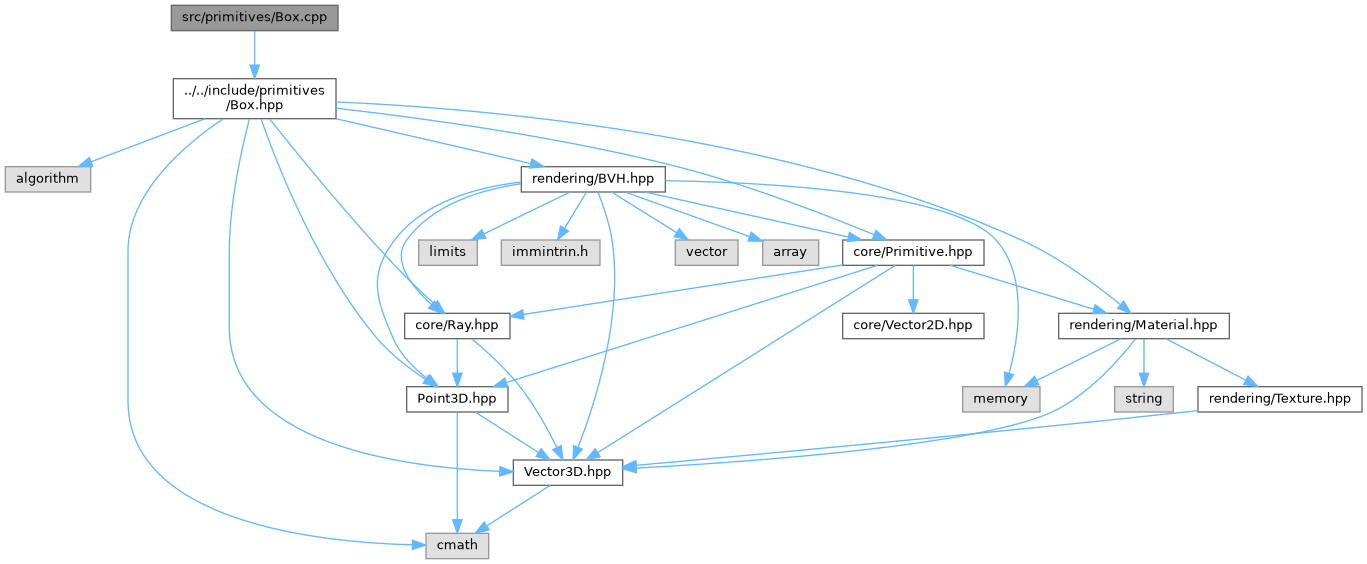 src/primitives/Box.cpp
../../include/primitives
/Box.hpp
algorithm
rendering/BVH.hpp
limits
immintrin.h
vector
array
core/Primitive.hpp
core/Ray.hpp
core/Vector2D.hpp
rendering/Material.hpp
Point3D.hpp
memory
string
rendering/Texture.hpp
Vector3D.hpp
cmath